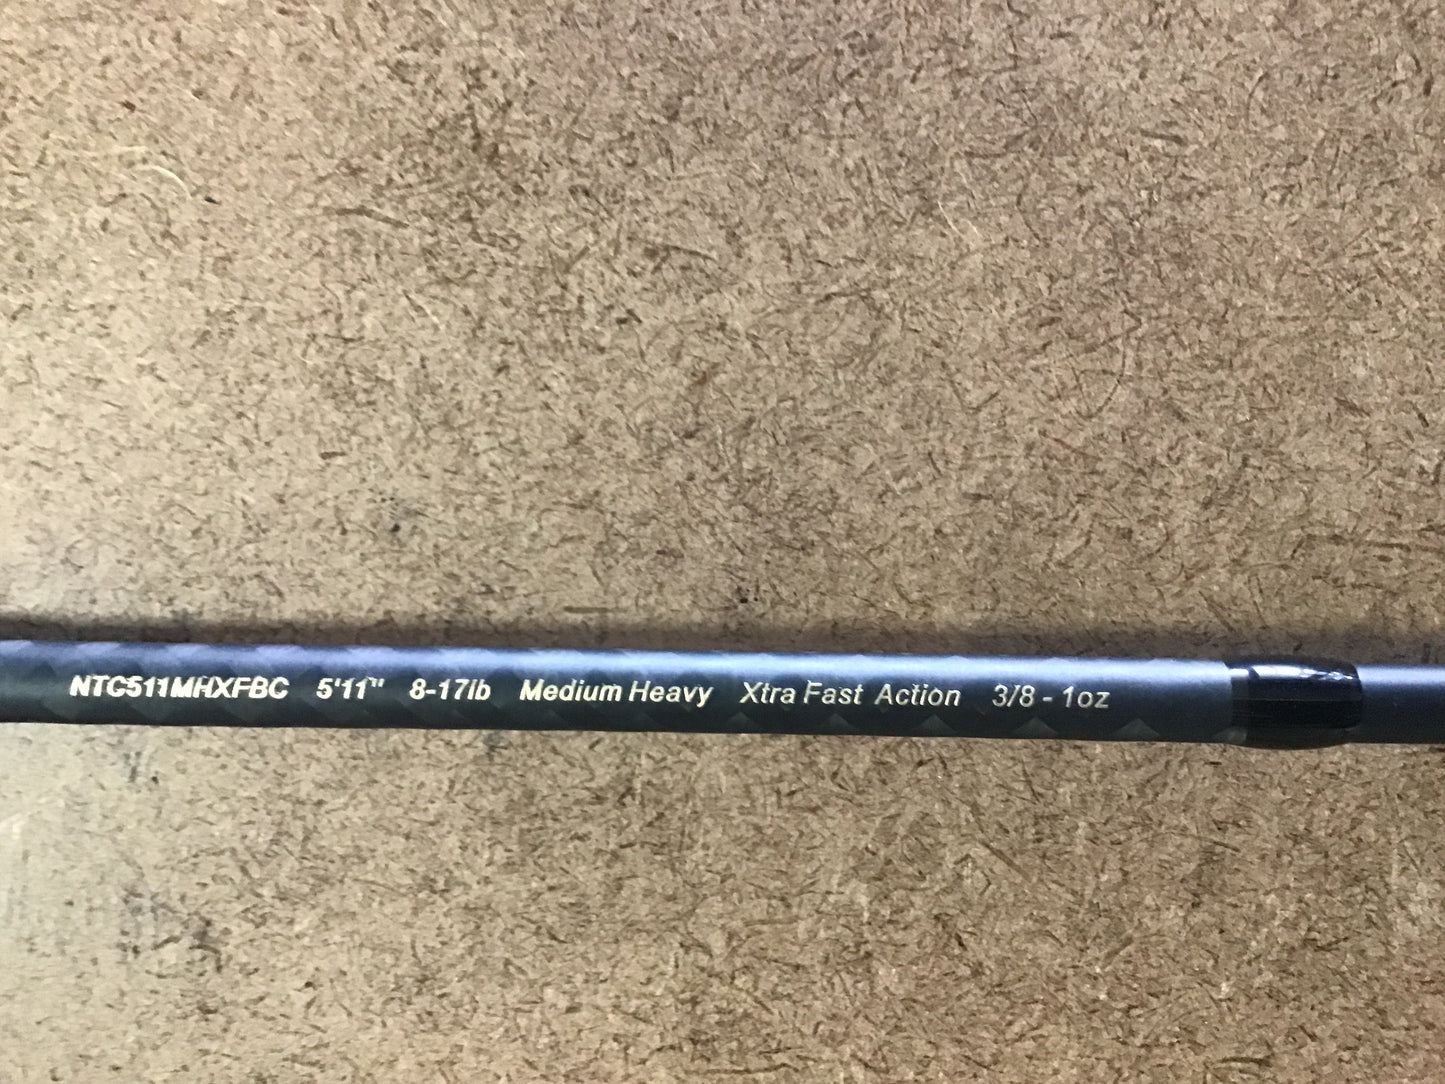 NTC511MHXFBC 5'11" 8-17lb Medium Heavy Xtra Fast Action 3/8 - 1oz